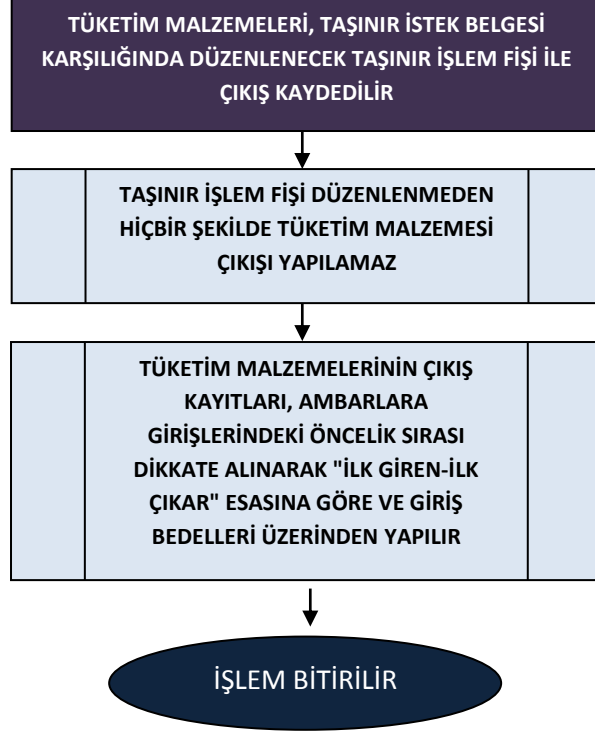 TÜKETİM MALZEMELERİ, TAŞINIR İSTEK BELGESİ
KARŞILIĞINDA DÜZENLENECEK TAŞINIR İŞLEM FİŞİ İLE
ÇIKIŞ KAYDEDİLİR
TAŞINIR İŞLEM FİŞİ DÜZENLENMEDEN
HİÇBİR ŞEKİLDE TÜKETİM MALZEMESİ
ÇIKIŞI YAPILAMAZ
TÜKETİM MALZEMELERİNİN ÇIKIŞ
KAYITLARI, AMBARLARA
GİRİŞLERİNDEKİ ÖNCELİK SIRASI
DİKKATE ALINARAK "İLK GİREN-İLK
ÇIKAR" ESASINA GÖRE VE GİRİŞ
BEDELLERİ ÜZERİNDEN YAPILIR
İŞLEM BİTİRİLİR